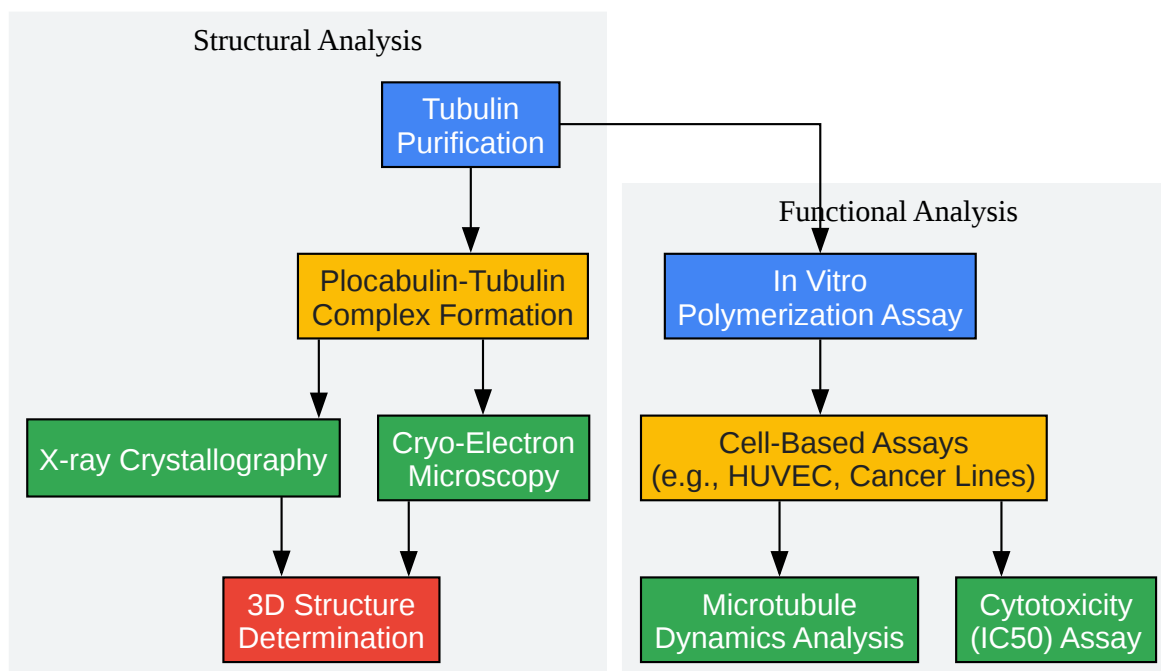 Structural Analysis
Tubulin
Purification
Plocabulin-Tubulin
Complex Formation
X-ray Crystallography
Cryo-Electron
Microscopy
3D Structure
Determination
Functional Analysis
In Vitro
Polymerization Assay
Cell-Based Assays
(e.g., HUVEC, Cancer Lines)
Microtubule
Dynamics Analysis
Cytotoxicity
(IC50) Assay